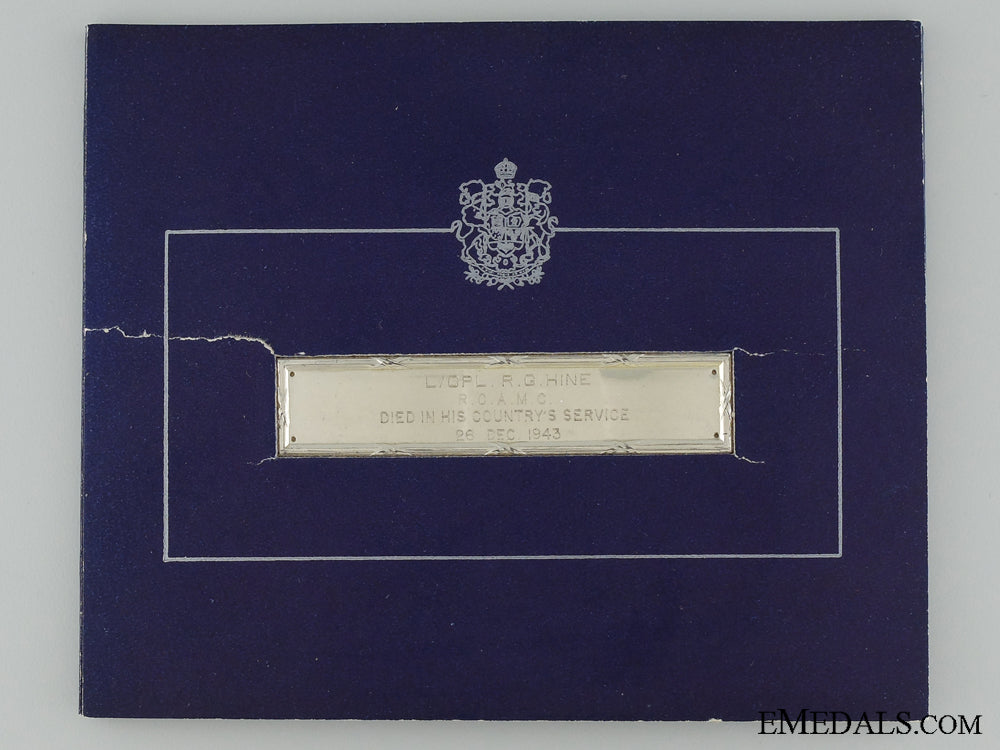 L/CPL. R.G. HINE
R.C.A.M.C.
DIED IN HIS COUNTRY'S SERVICE
26 DEC. 1943
EMEDALS.COM